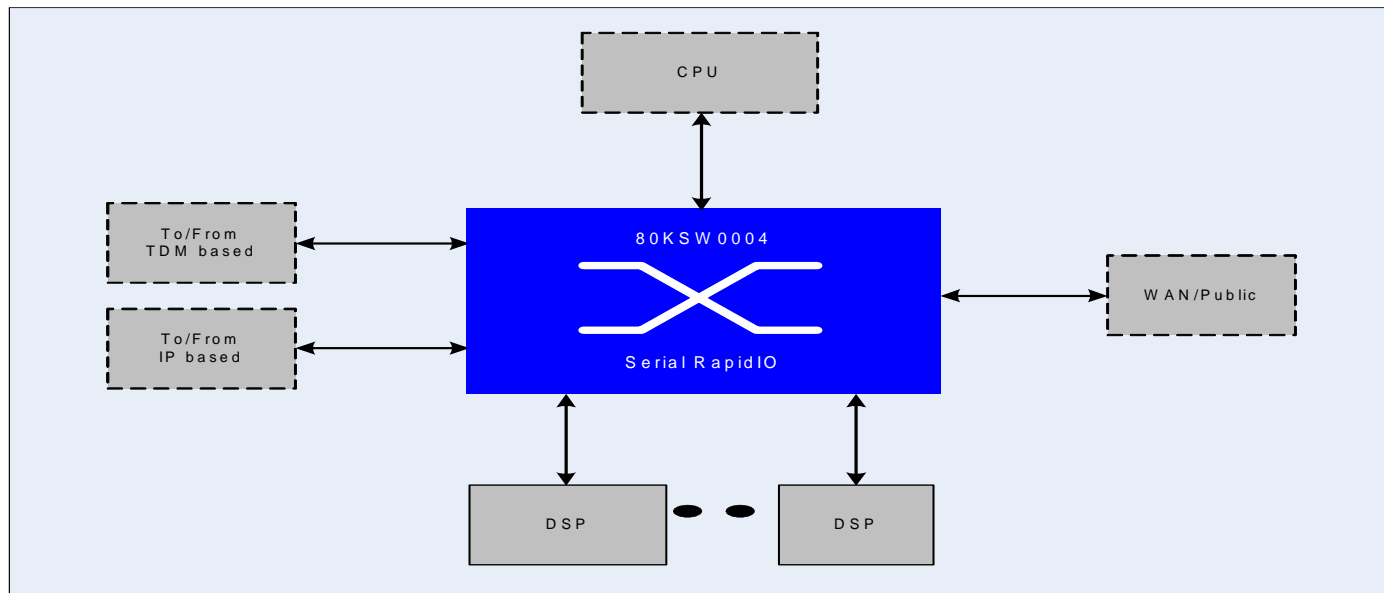 CPU
To/From
TDM based
To/From
IP based
80KSW0004
Serial RapidIO
WAN/Public
DSP
DSP